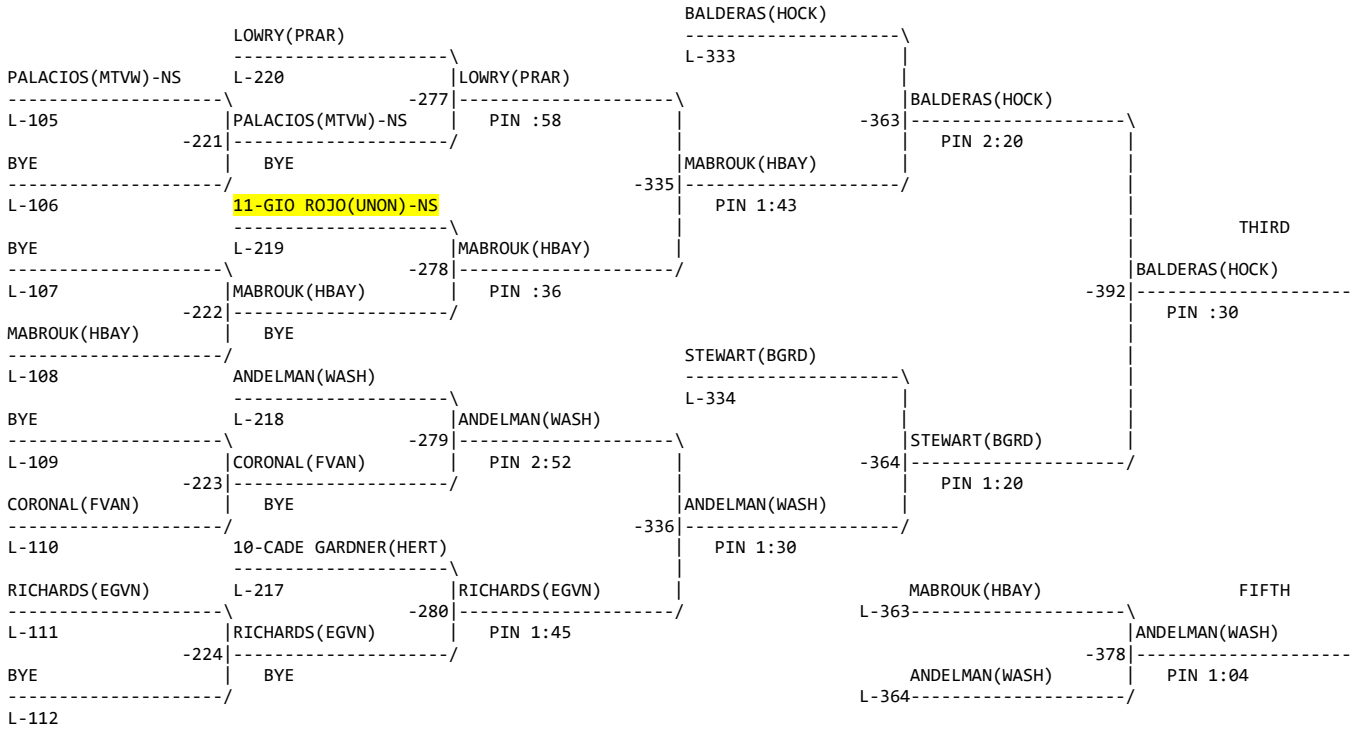 BALDERAS(HOCK)
LOWRY(PRAR) ---------------------\
---------------------\ L-333 |
PALACIOS(MTVW)-NS L-220 |LOWRY(PRAR) |
---------------------\ -277|---------------------\ |BALDERAS(HOCK)
L-105 |PALACIOS(MTVW)-NS | PIN :58 | -363|---------------------\
-221|---------------------/ | | PIN 2:20 |
BYE | BYE |MABROUK(HBAY) | |
---------------------/ -335|---------------------/ |
L-106 11-GIO ROJO(UNON)-NS | PIN 1:43 |
---------------------\ | | THIRD
BYE L-219 |MABROUK(HBAY) | |
---------------------\ -278|---------------------/ |BALDERAS(HOCK)
L-107 |MABROUK(HBAY) | PIN :36 -392|---------------------
-222|---------------------/ | PIN :30
MABROUK(HBAY) | BYE |
---------------------/ STEWART(BGRD) |
L-108 ANDELMAN(WASH) ---------------------\ |
---------------------\ L-334 | |
BYE L-218 |ANDELMAN(WASH) | |
---------------------\ -279|---------------------\ |STEWART(BGRD) |
L-109 |CORONAL(FVAN) | PIN 2:52 | -364|---------------------/
-223|---------------------/ | | PIN 1:20
CORONAL(FVAN) | BYE |ANDELMAN(WASH) |
---------------------/ -336|---------------------/
L-110 10-CADE GARDNER(HERT) | PIN 1:30
---------------------\ |
RICHARDS(EGVN) L-217 |RICHARDS(EGVN) | MABROUK(HBAY) FIFTH
---------------------\ -280|---------------------/ L-363---------------------\
L-111 |RICHARDS(EGVN) | PIN 1:45 |ANDELMAN(WASH)
-224|---------------------/ -378|---------------------
BYE | BYE ANDELMAN(WASH) | PIN 1:04
---------------------/ L-364---------------------/
L-112